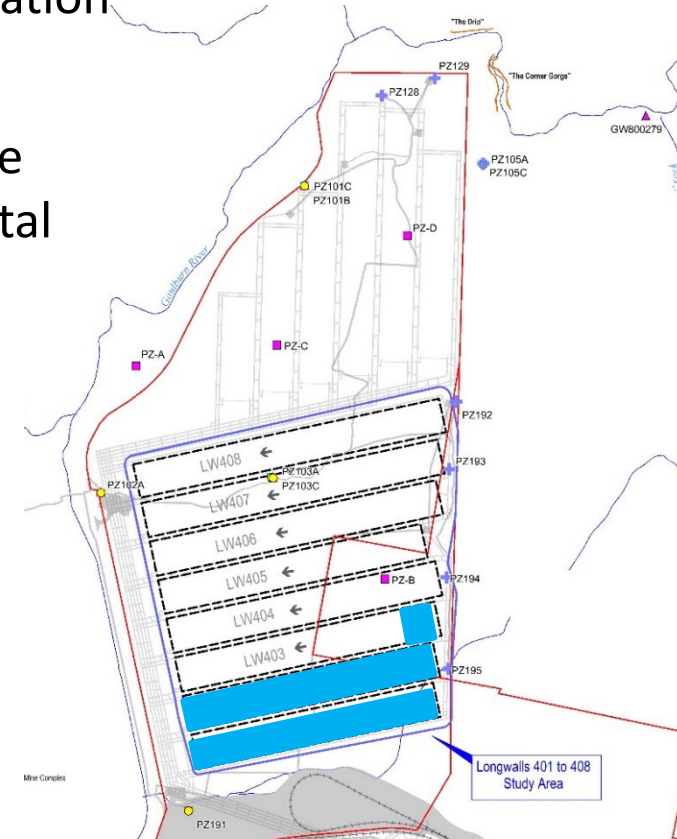 ation
e
tal
"The Drip"
"The Corner Gorge"
PZ129
PZ128
GW800279
PZ105A
PZ105C
PZ101C
PZ101B
PZ-D
Goulburn River
PZ-C
PZ-A
PZ192
LW408
PZ193
PZ103A
PZ103C
PZ102A
LW407
LW406
LW405
PZ-B
PZ194
LW404
LW403
PZ195
Longwalls 401 to 408
Study Area
Mine Complex
PZ191